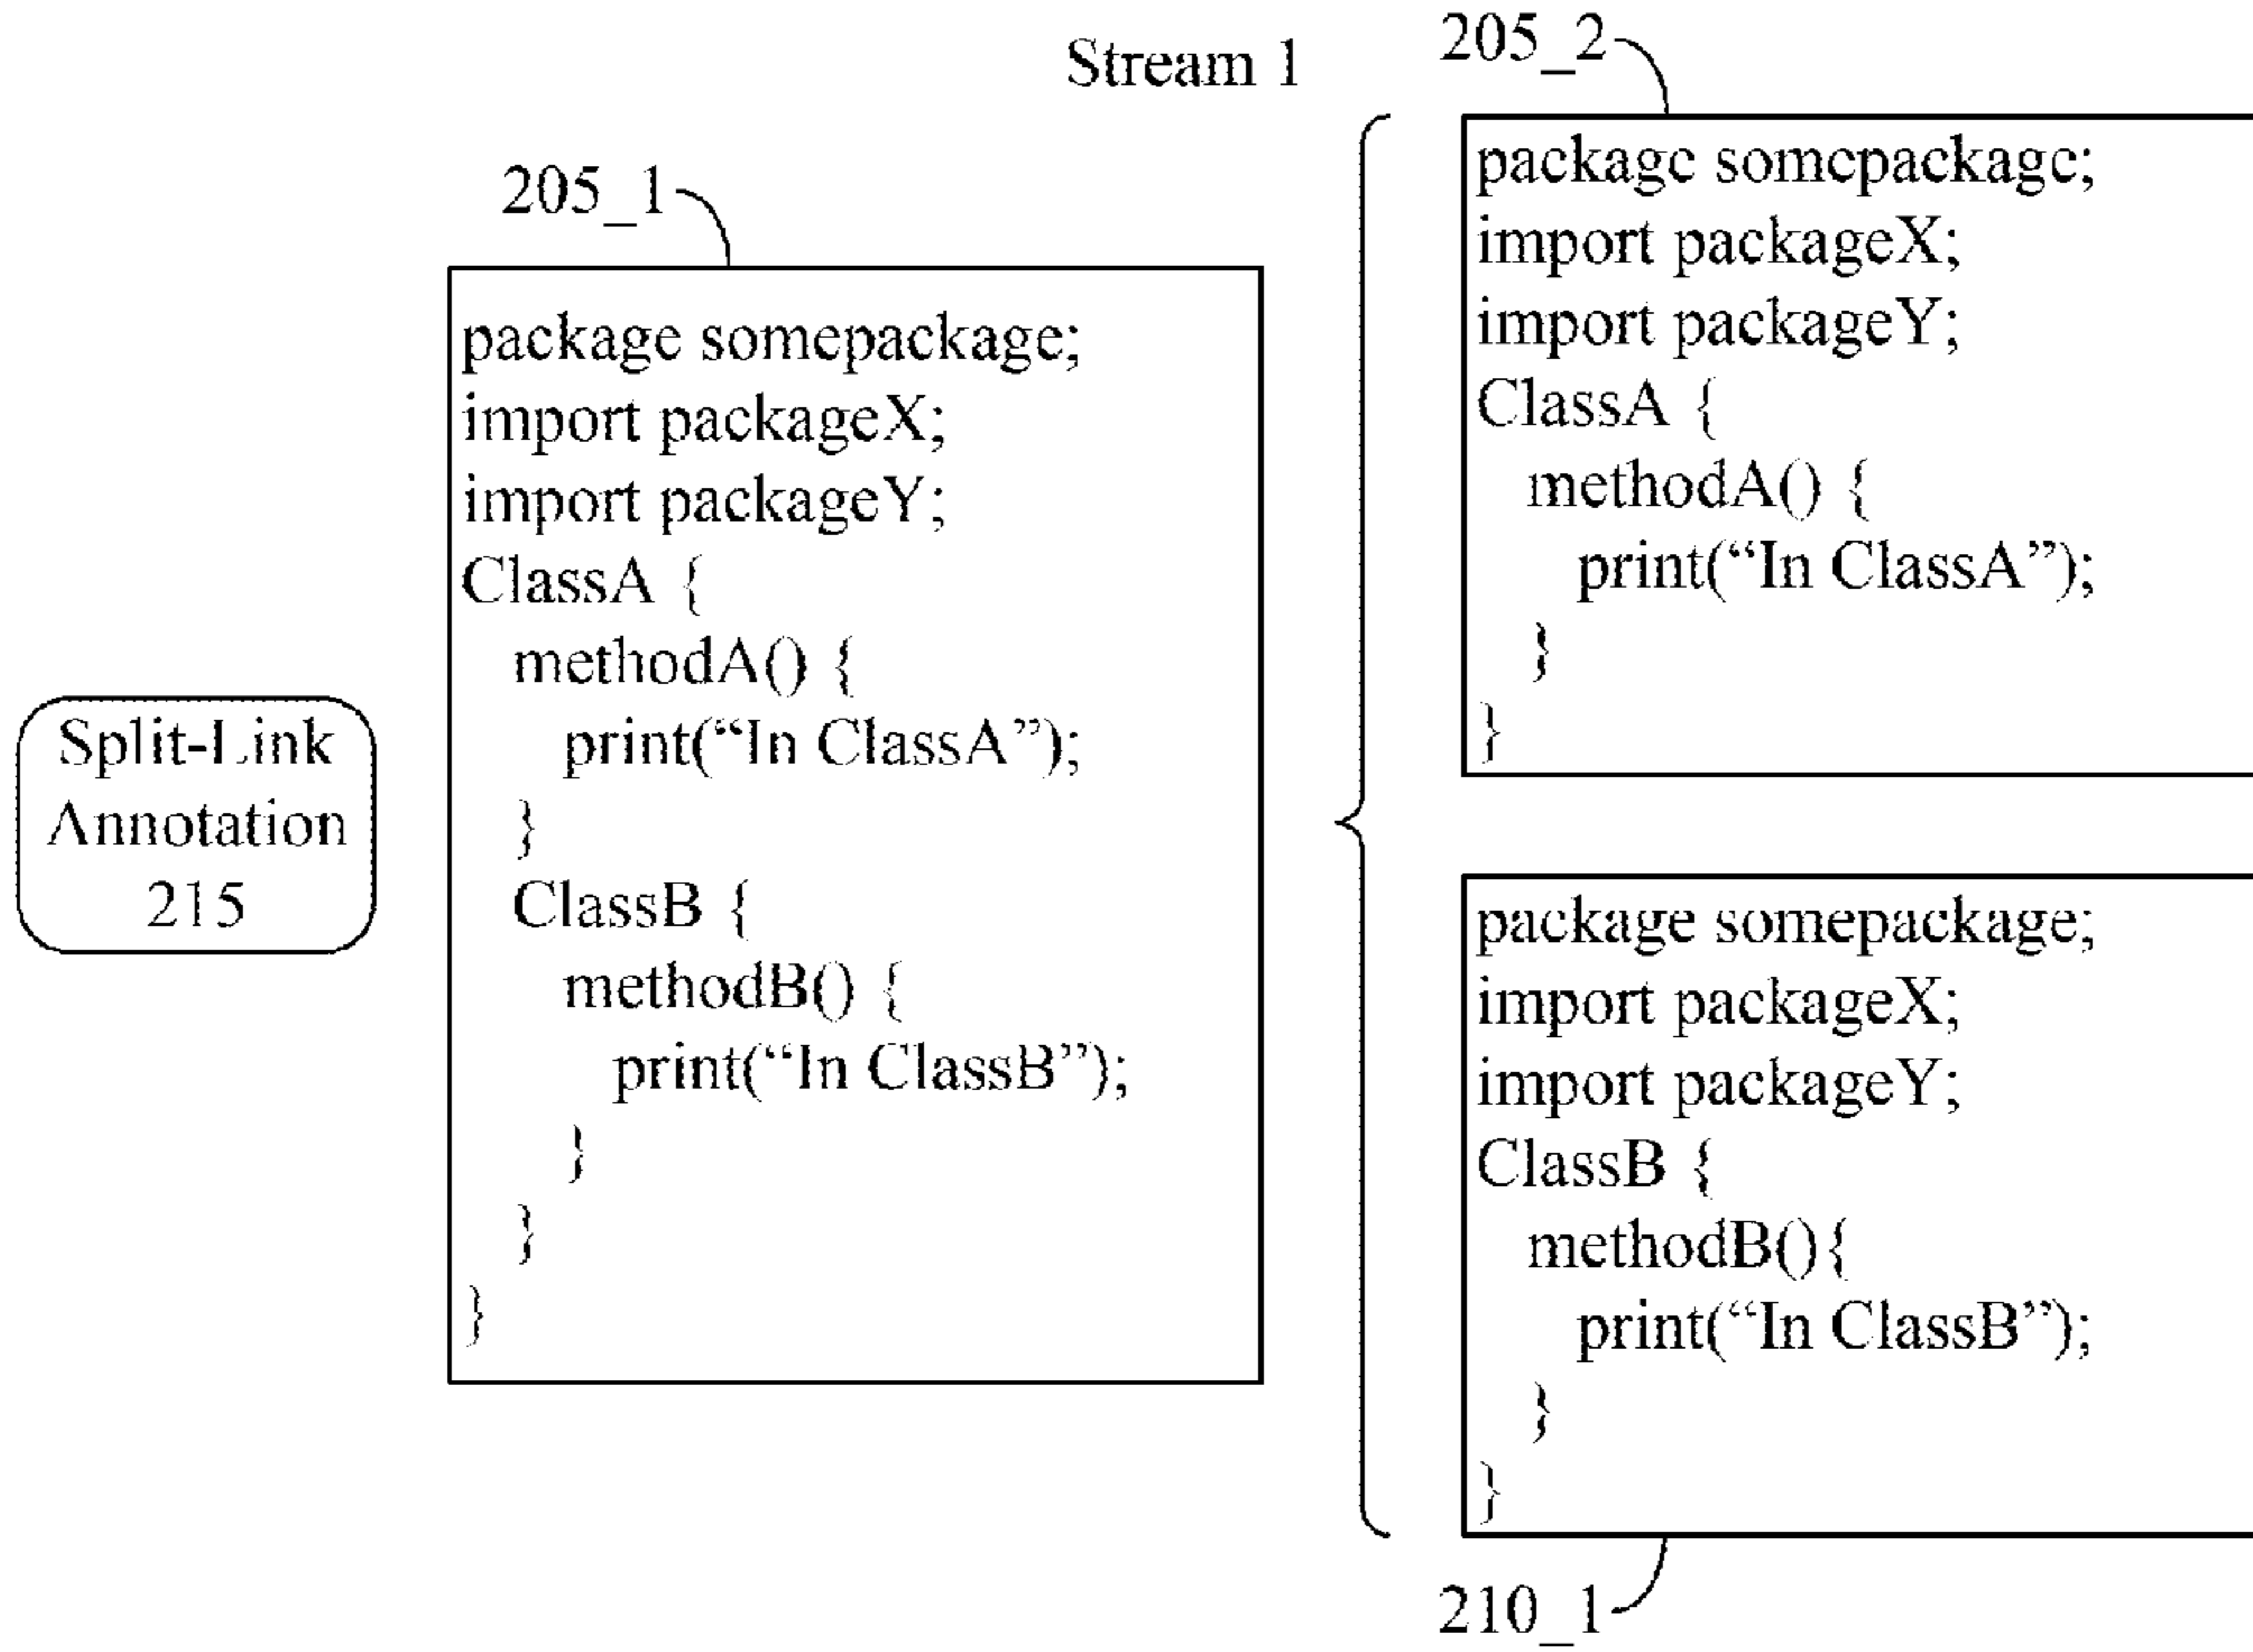 Stream 1
205_1
package somepackage;
import packageX;
import packageY;
ClassA {
methodA() {
print(“In ClassA”);
}
ClassB {
methodB() {
print(“In ClassB”);
}
}
}
Split-Link
Annotation
215
205_2
package somepackage;
import packageX;
import packageY;
ClassA {
methodA() {
print(“In ClassA”);
}
}
package somepackage;
import packageX;
import packageY;
ClassB {
methodB(){
print(“In ClassB”);
}
}
210_1